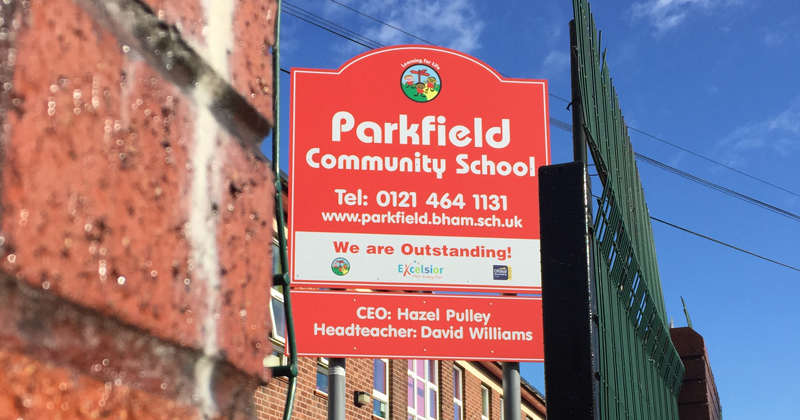 Learning for Life
Parkfield
Community School
Tel: 0121 464 1131
www.parkfield.bham.sch.uk
We are Outstanding!
Excelsior
CEO: Hazel Pulley
Headteacher: David Williams